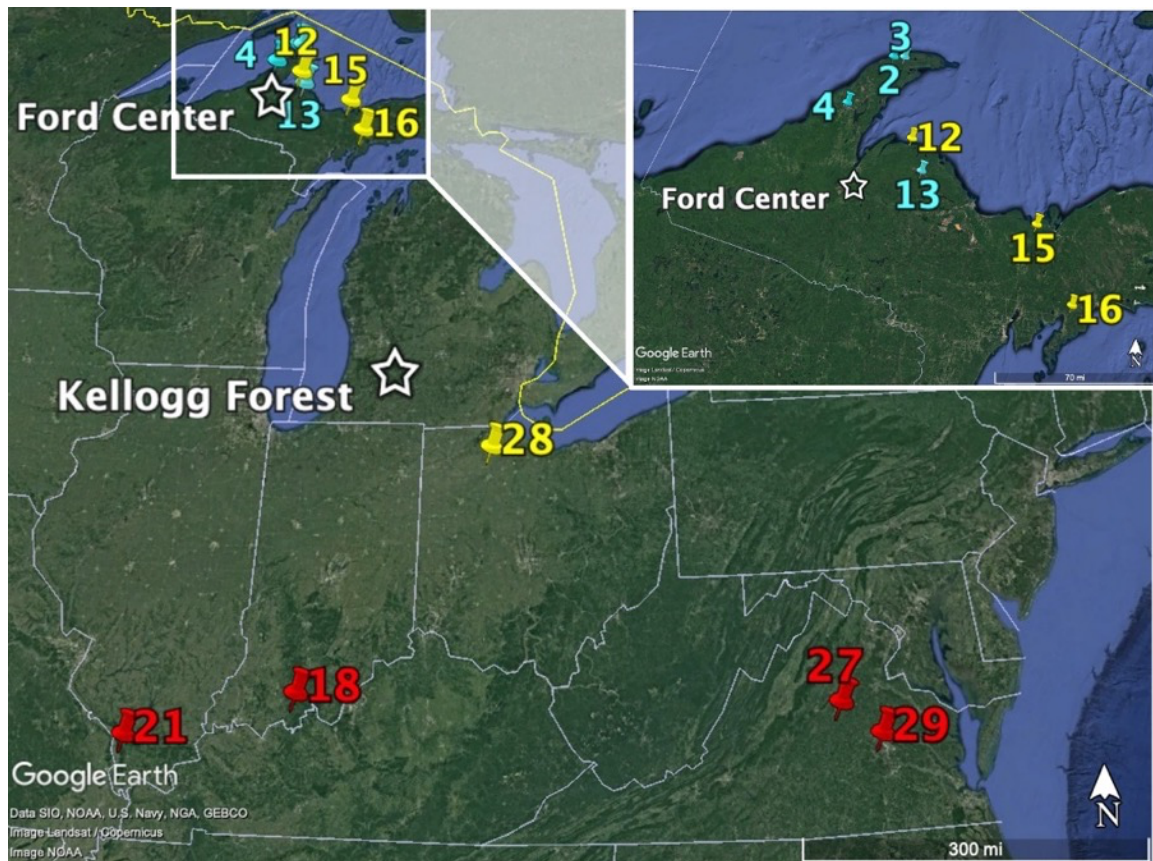 4
12
15
Ford Center
13
16
Kellogg Forest
28
18
21
27
29
Google Earth
Data SIO, NOAA, U.S. Navy, NGA, GEBCO
Image Landsat / Copernicus
Image NOAA
300 mi
N
3
2
4
12
Ford Center
13
15
16
Google Earth
Image Landsat / Copernicus
Image NOAA
70 mi
N